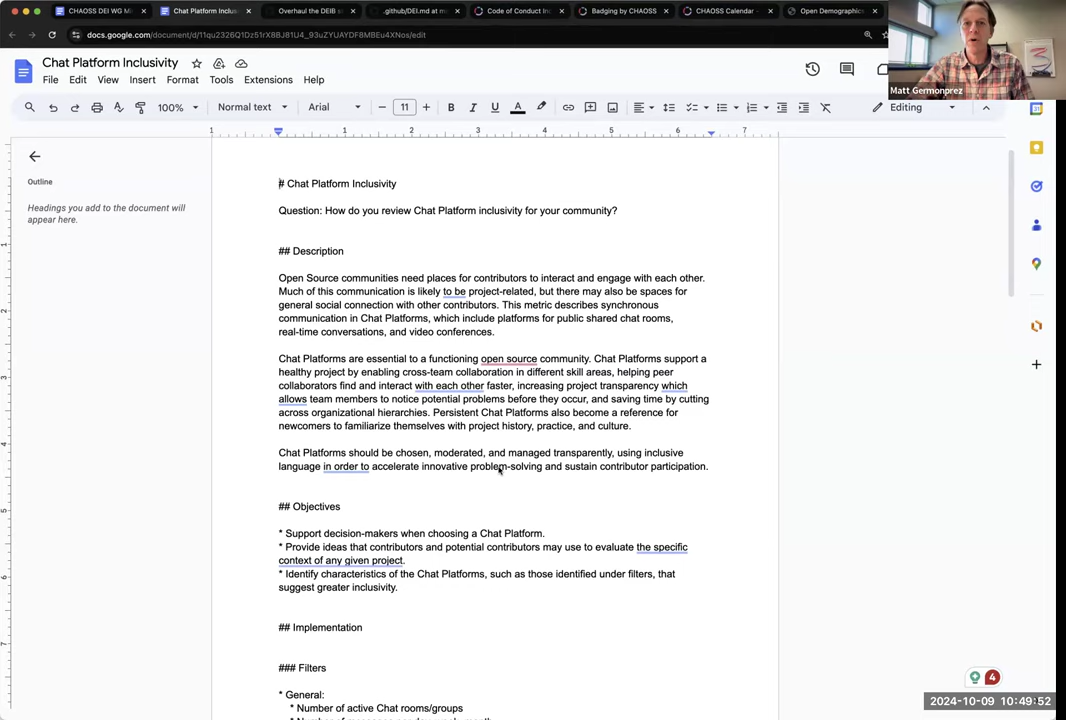 CHAOSS DEI WG Mi
Chat Platform Inclusiv
Overhaul the DEIB s
.github/DEI.md at m
Code of Conduct Inc
Badging by CHAOSS
CHAOSS Calendar -
Open Demographics
docs.google.com/document/d/11qu2326Q1Dz51rX8BJ81U4_93uZYUAYDF8MBEu4XNos/edit
Chat Platform Inclusivity
File Edit View Insert Format Tools Extensions Help
100% Normal text Arial 11 B I U A Editing
Matt Germonprez
1 1 2 3 4 5 6 7
Outline
Headings you add to the document will
appear here.
# Chat Platform Inclusivity
Question: How do you review Chat Platform inclusivity for your community?
## Description
Open Source communities need places for contributors to interact and engage with each other.
Much of this communication is likely to be project-related, but there may also be spaces for
general social connection with other contributors. This metric describes synchronous
communication in Chat Platforms, which include platforms for public shared chat rooms,
real-time conversations, and video conferences.
Chat Platforms are essential to a functioning open source community. Chat Platforms support a
healthy project by enabling cross-team collaboration in different skill areas, helping peer
collaborators find and interact with each other faster, increasing project transparency which
allows team members to notice potential problems before they occur, and saving time by cutting
across organizational hierarchies. Persistent Chat Platforms also become a reference for
newcomers to familiarize themselves with project history, practice, and culture.
Chat Platforms should be chosen, moderated, and managed transparently, using inclusive
language in order to accelerate innovative problem-solving and sustain contributor participation.
## Objectives
* Support decision-makers when choosing a Chat Platform.
* Provide ideas that contributors and potential contributors may use to evaluate the specific
context of any given project.
* Identify characteristics of the Chat Platforms, such as those identified under filters, that
suggest greater inclusivity.
## Implementation
### Filters
* General:
* Number of active Chat rooms/groups
4
2024-10-09 10:49:52